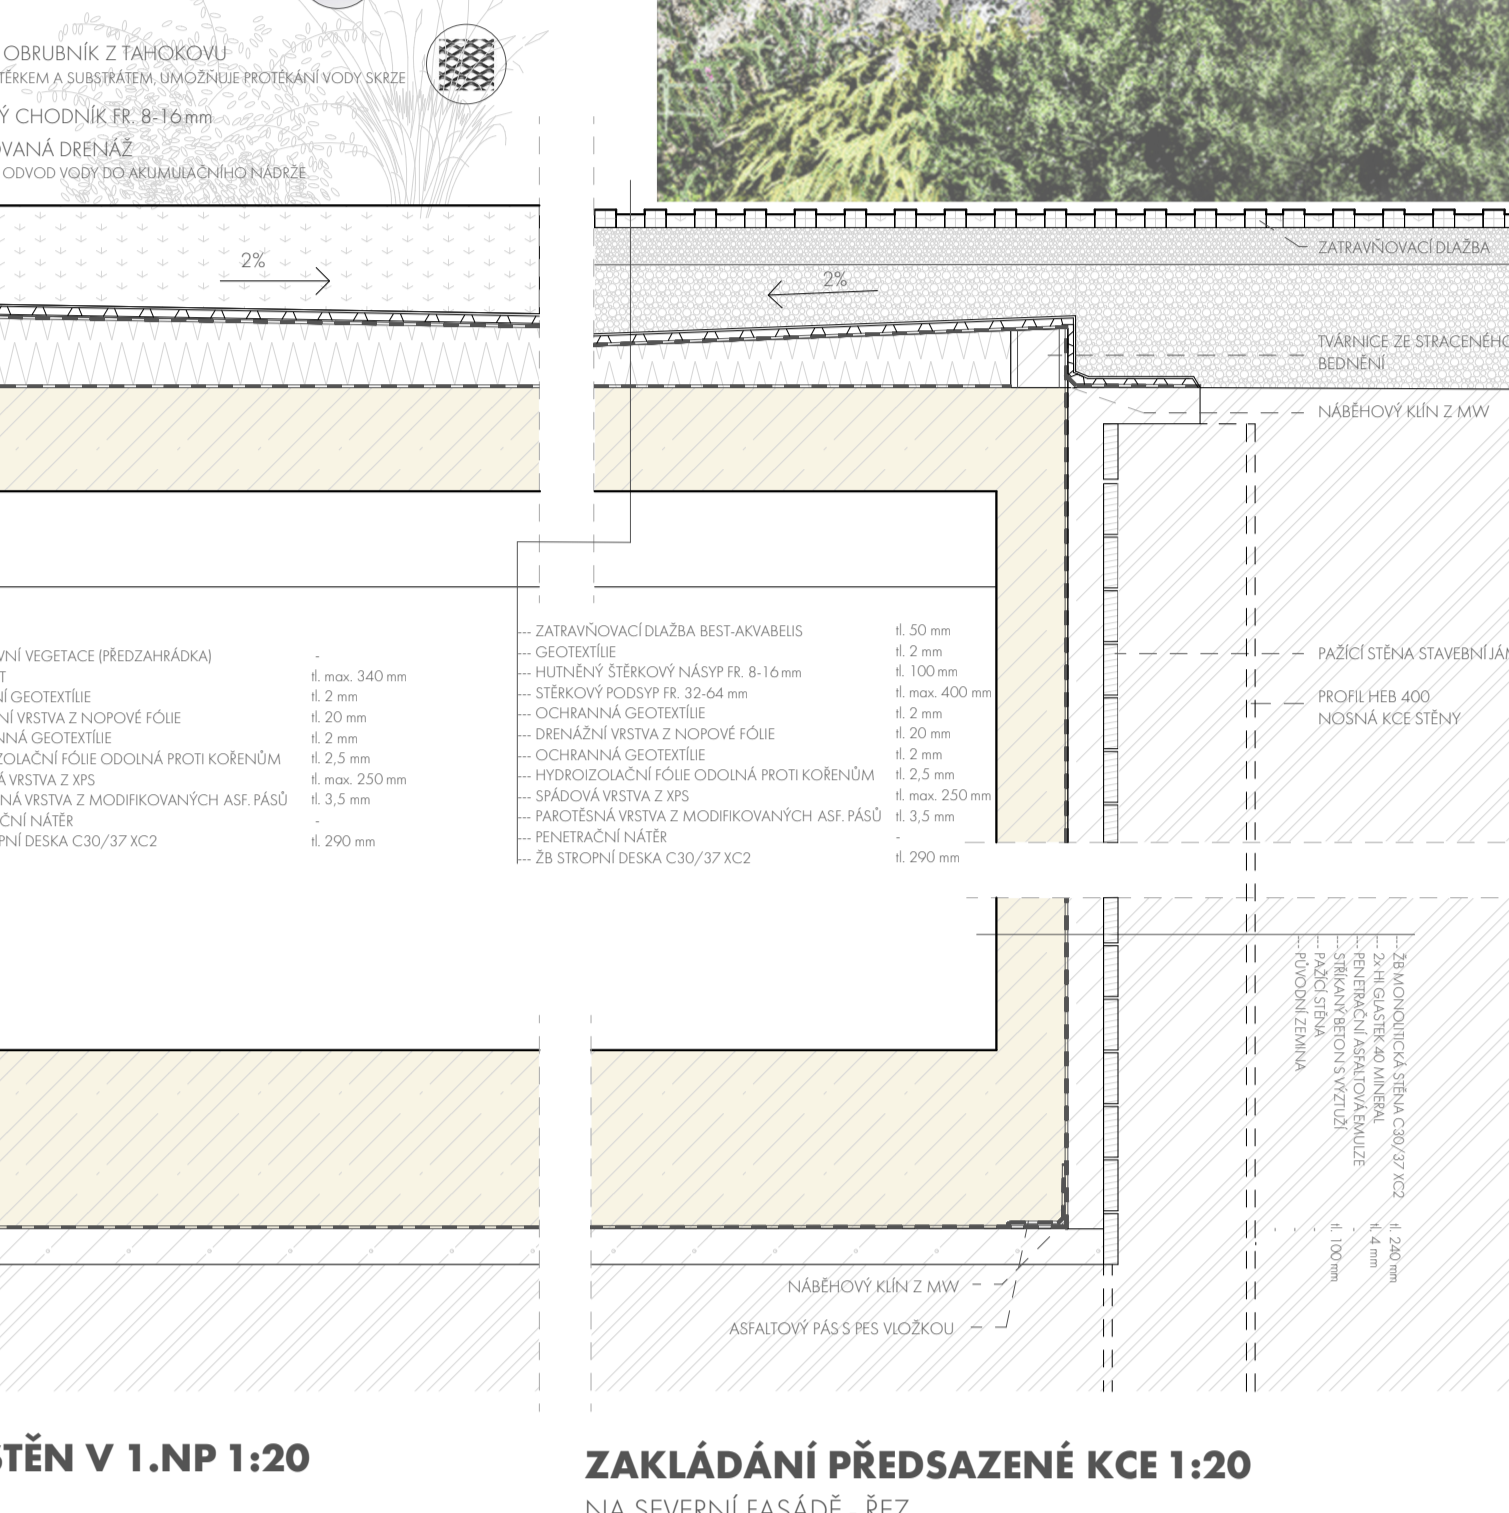 OBRUBNÍK Z TAHOKOVU
TĚRKEM A SUBSTRÁTEM, UMOŽŇUJE PROTÉKÁNÍ VODY SKRZE
Ý CHODNÍK FR. 8-16 mm
OVANÁ DRENÁŽ
ODVOD VODY DO AKUMULAČNÍHO NÁDRŽE
2%
2%
ZATRAVŇOVACÍ DLAŽBA
TVÁRNICE ZE STRACENÉHO
BEDNĚNÍ
NÁBĚHOVÝ KLÍN Z MW
PAŽÍCÍ STĚNA STAVEBNÍ JÁM
PROFIL HEB 400
NOSNÁ KCE STĚNY
VNÍ VEGETACE (PŘEDZAHRÁDKA) -
T tl. max. 340 mm
NÍ GEOTEXTÍLIE tl. 2 mm
NÍ VRSTVA Z NOPOVÉ FÓLIE tl. 20 mm
NNÁ GEOTEXTÍLIE tl. 2 mm
ZOLAČNÍ FÓLIE ODOLNÁ PROTI KOŘENŮM tl. 2,5 mm
Á VRSTVA Z XPS tl. max. 250 mm
NÁ VRSTVA Z MODIFIKOVANÝCH ASF. PÁSŮ tl. 3,5 mm
ČNÍ NÁTĚR -
PNÍ DESKA C30/37 XC2 tl. 290 mm
--- ZATRAVŇOVACÍ DLAŽBA BEST-AKVABELIS tl. 50 mm
--- GEOTEXTÍLIE tl. 2 mm
--- HUTNĚNÝ ŠTĚRKOVÝ NÁSYP FR. 8-16 mm tl. 100 mm
--- STĚRKOVÝ PODSYP FR. 32-64 mm tl. max. 400 mm
--- OCHRANNÁ GEOTEXTÍLIE tl. 2 mm
--- DRENÁŽNÍ VRSTVA Z NOPOVÉ FÓLIE tl. 20 mm
--- OCHRANNÁ GEOTEXTÍLIE tl. 2 mm
--- HYDROIZOLAČNÍ FÓLIE ODOLNÁ PROTI KOŘENŮM tl. 2,5 mm
--- SPÁDOVÁ VRSTVA Z XPS tl. max. 250 mm
--- PAROTĚSNÁ VRSTVA Z MODIFIKOVANÝCH ASF. PÁSŮ tl. 3,5 mm
--- PENETRAČNÍ NÁTĚR -
--- ŽB STROPNÍ DESKA C30/37 XC2 tl. 290 mm
--- ŽB MONOLITICKÁ STĚNA C30/37 XC2 tl. 240 mm
--- 2x HI GLASTEK 40 MINERAL tl. 4 mm
--- PENETRAČNÍ ASFALTOVÁ EMULZE -
--- STŘÍKANÝ BETON S VÝZTUŽÍ tl. 100 mm
--- PAŽÍCÍ STĚNA -
--- PŮVODNÍ ZEMINA -
NÁBĚHOVÝ KLÍN Z MW
ASFALTOVÝ PÁS S PES VLOŽKOU
STĚN V 1.NP 1:20
ZAKLÁDÁNÍ PŘEDSAZENÉ KCE 1:20
NA SEVERNÍ FASÁDĚ - ŘEZ